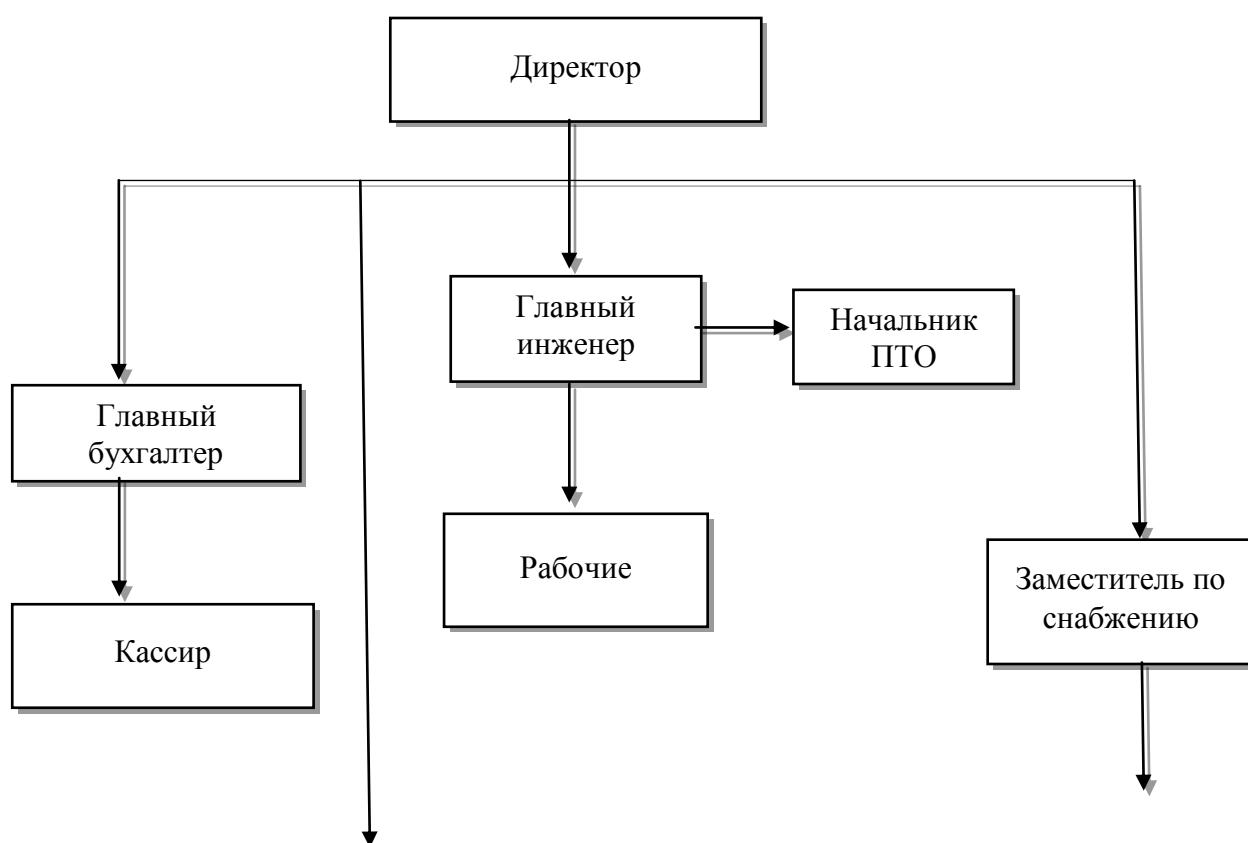 Директор
Главный
инженер
Начальник
ПТО
Главный
бухгалтер
Рабочие
Заместитель по
снабжению
Кассир